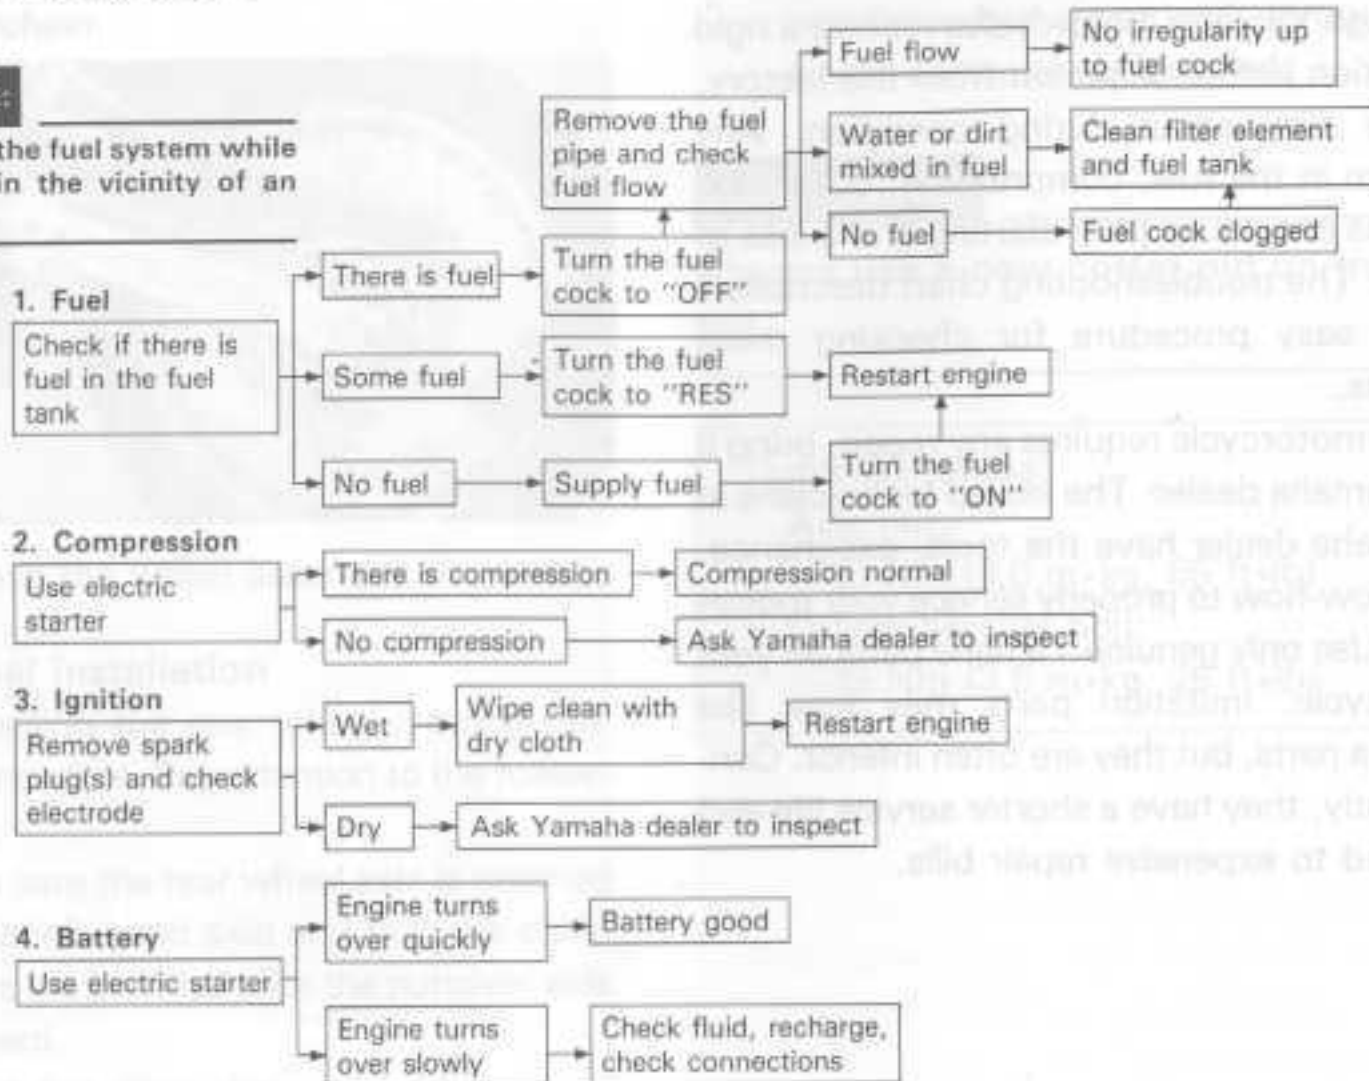 the fuel system while
in the vicinity of an
1. Fuel
Check if there is
fuel in the fuel
tank
There is fuel
Turn the fuel
cock to "OFF"
Remove the fuel
pipe and check
fuel flow
Fuel flow
No irregularity up
to fuel cock
Water or dirt
mixed in fuel
Clean filter element
and fuel tank
No fuel
Fuel cock clogged
Some fuel
Turn the fuel
cock to "RES"
Restart engine
No fuel
Supply fuel
Turn the fuel
cock to "ON"
2. Compression
Use electric
starter
There is compression
Compression normal
No compression
Ask Yamaha dealer to inspect
3. Ignition
Remove spark
plug(s) and check
electrode
Wet
Wipe clean with
dry cloth
Restart engine
Dry
Ask Yamaha dealer to inspect
4. Battery
Use electric starter
Engine turns
over quickly
Battery good
Engine turns
over slowly
Check fluid, recharge,
check connections